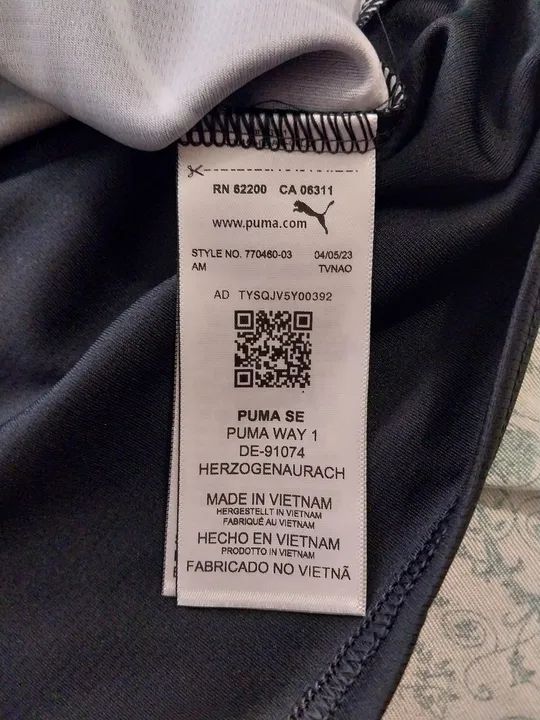 RN 62200 CA 06311
www.puma.com
STYLE NO. 770460-03 04/05/23
AM TVNAO
AD TYSQJV5Y00392
PUMA SE
PUMA WAY 1
DE-91074
HERZOGENAURACH
MADE IN VIETNAM
HERGESTELLT IN VIETNAM
FABRIQUÉ AU VIETNAM
HECHO EN VIETNAM
PRODOTTO IN VIETNAM
FABRICADO NO VIETNÃ